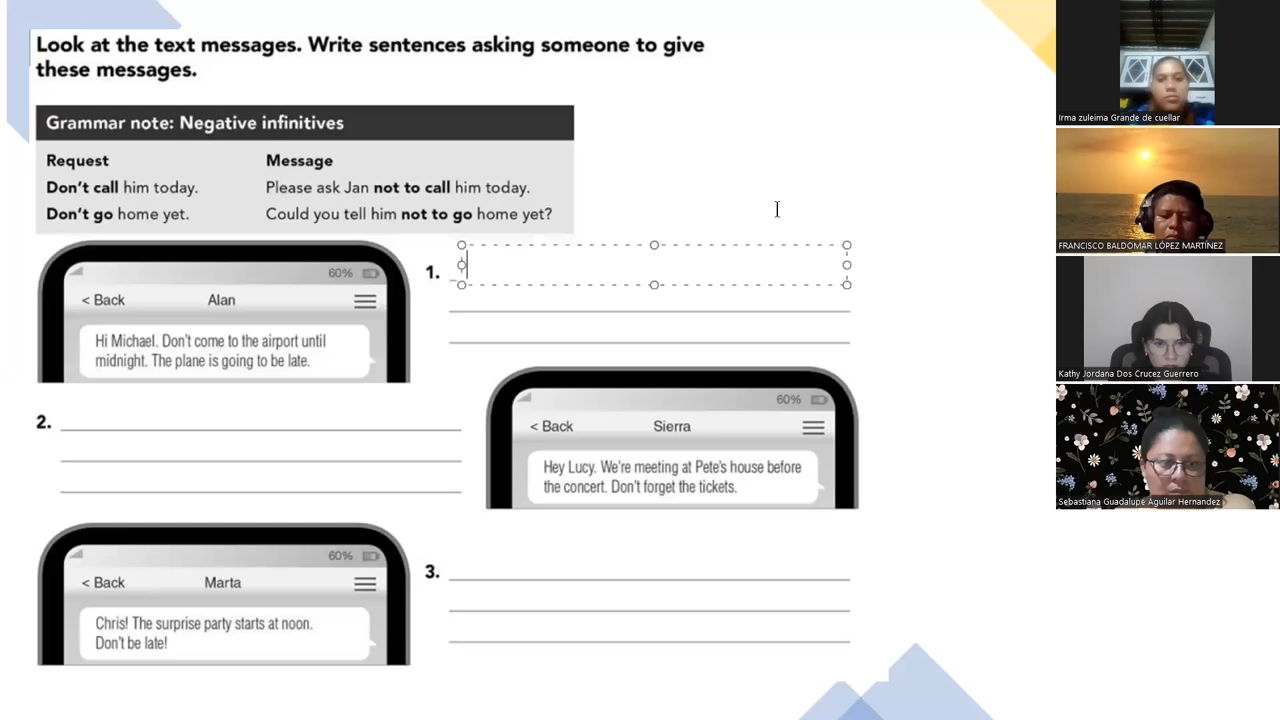 Look at the text messages. Write sentences asking someone to give
these messages.
Grammar note: Negative infinitives
Request Message
Don't call him today. Please ask Jan not to call him today.
Don't go home yet. Could you tell him not to go home yet?
60%
< Back Alan
Hi Michael. Don't come to the airport until
midnight. The plane is going to be late.
1.
2.
60%
< Back Sierra
Hey Lucy. We're meeting at Pete's house before
the concert. Don't forget the tickets.
60%
< Back Marta
Chris! The surprise party starts at noon.
Don't be late!
3.
Irma zuleima Grande de cuellar
FRANCISCO BALDOMAR LÓPEZ MARTÍNEZ
Kathy Jordana Dos Crucez Guerrero
Sebastiana Guadalupe Aguilar Hernandez